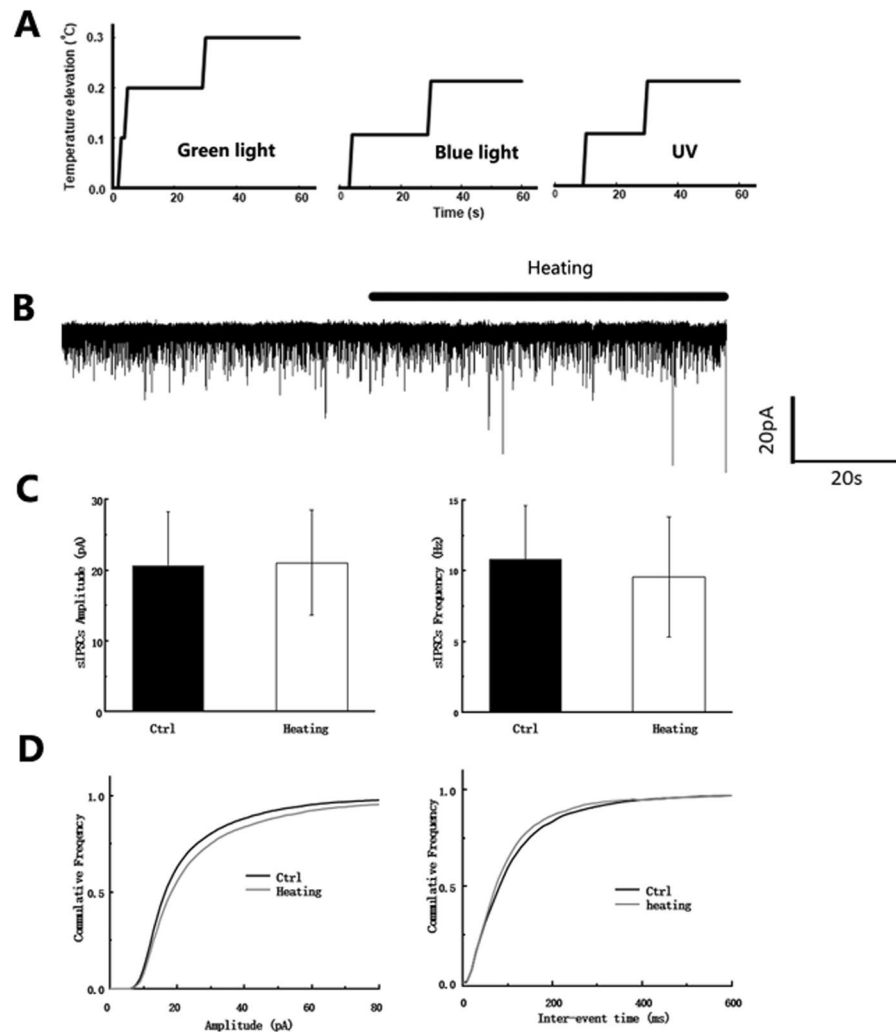 A
Temperature elevation (°C)
0.3
0.2
0.1
0.0
Green light
Blue light
UV
0 20 40 60
0 20 40 60
0 20 40 60
Time (s)
Heating
B
20pA
20s
C
sIPSCs Amplitude (pA)
30
20
10
0
Ctrl Heating
sIPSCs Frequency (Hz)
15
10
5
0
Ctrl Heating
D
Commulative Freqency
1.0
0.5
0.0
Ctrl
Heating
0 20 40 60 80
Amplitude (pA)
Commulative Frequency
1.0
0.5
0.0
Ctrl
heating
0 200 400 600
Inter-event time (ms)